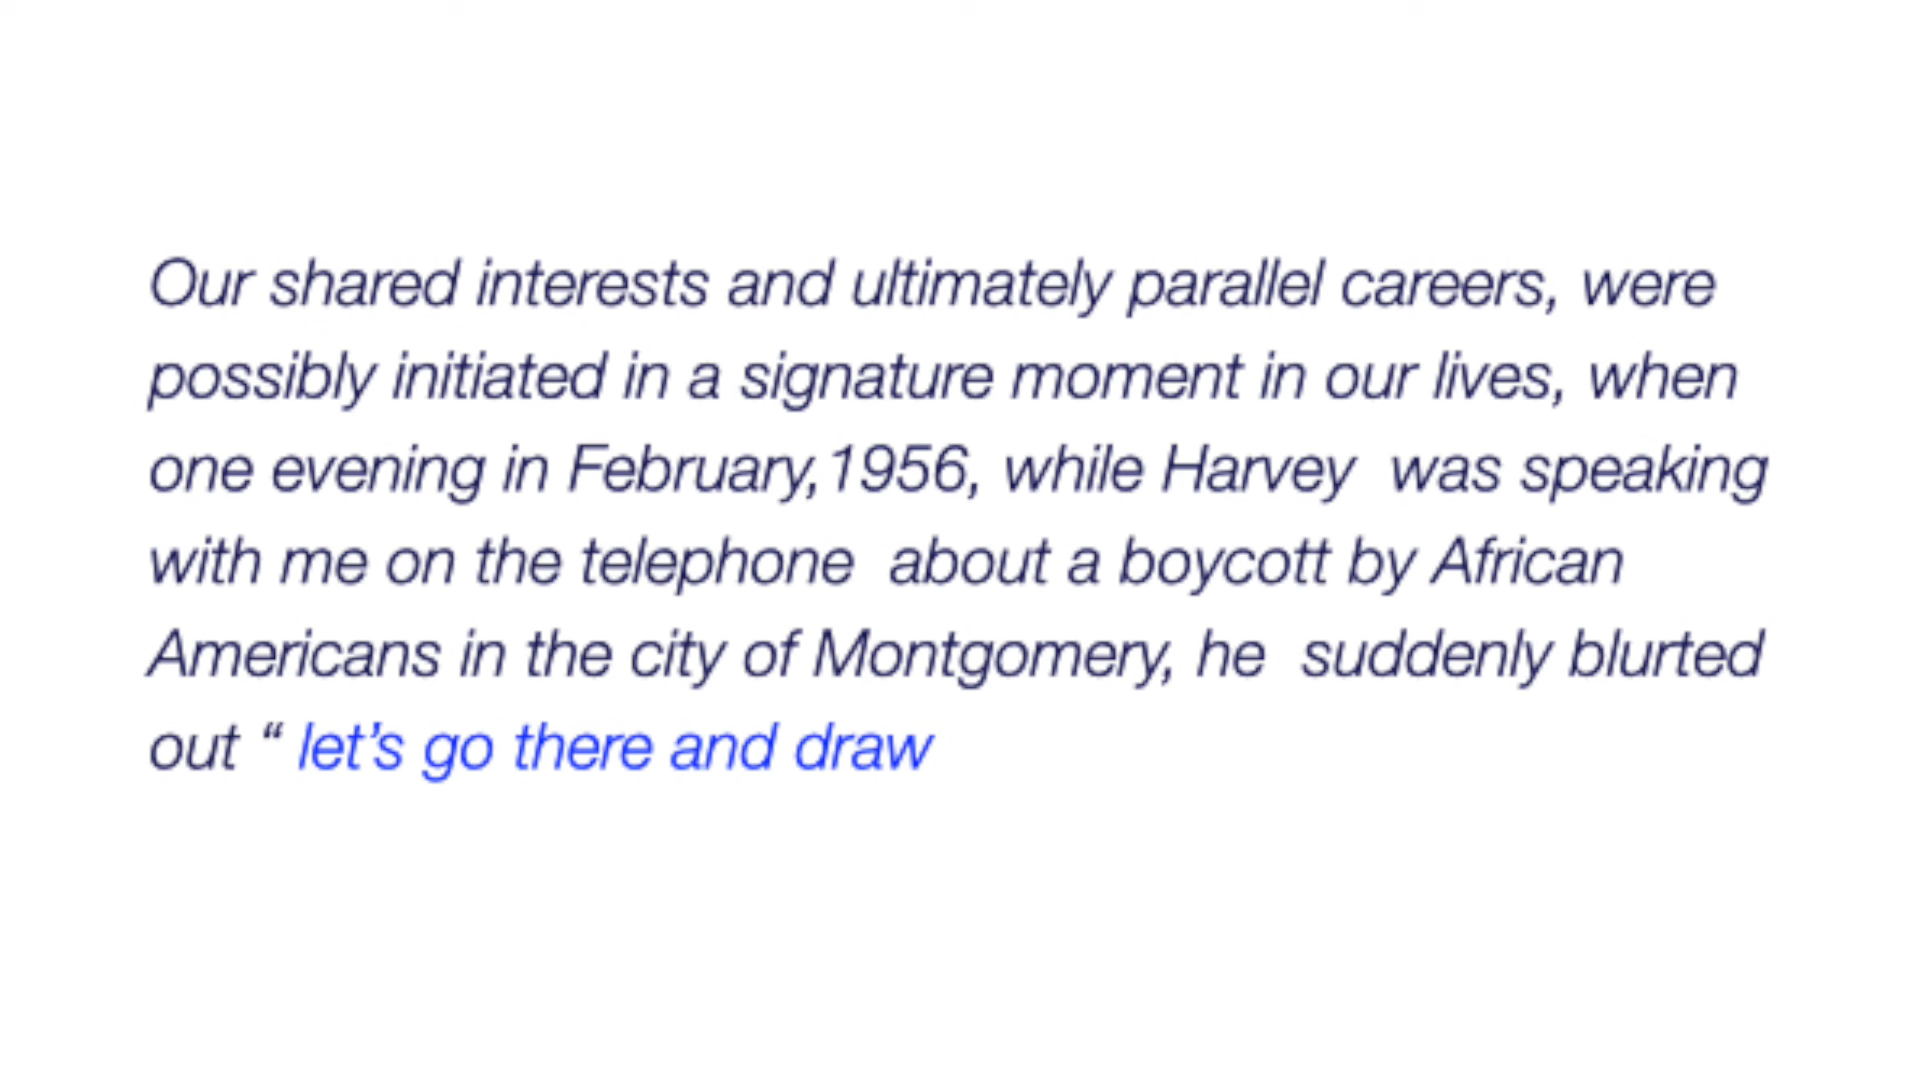 Our shared interests and ultimately parallel careers, were
possibly initiated in a signature moment in our lives, when
one evening in February,1956, while Harvey  was speaking
with me on the telephone  about a boycott by African
Americans in the city of Montgomery, he  suddenly blurted
out “ let’s go there and draw